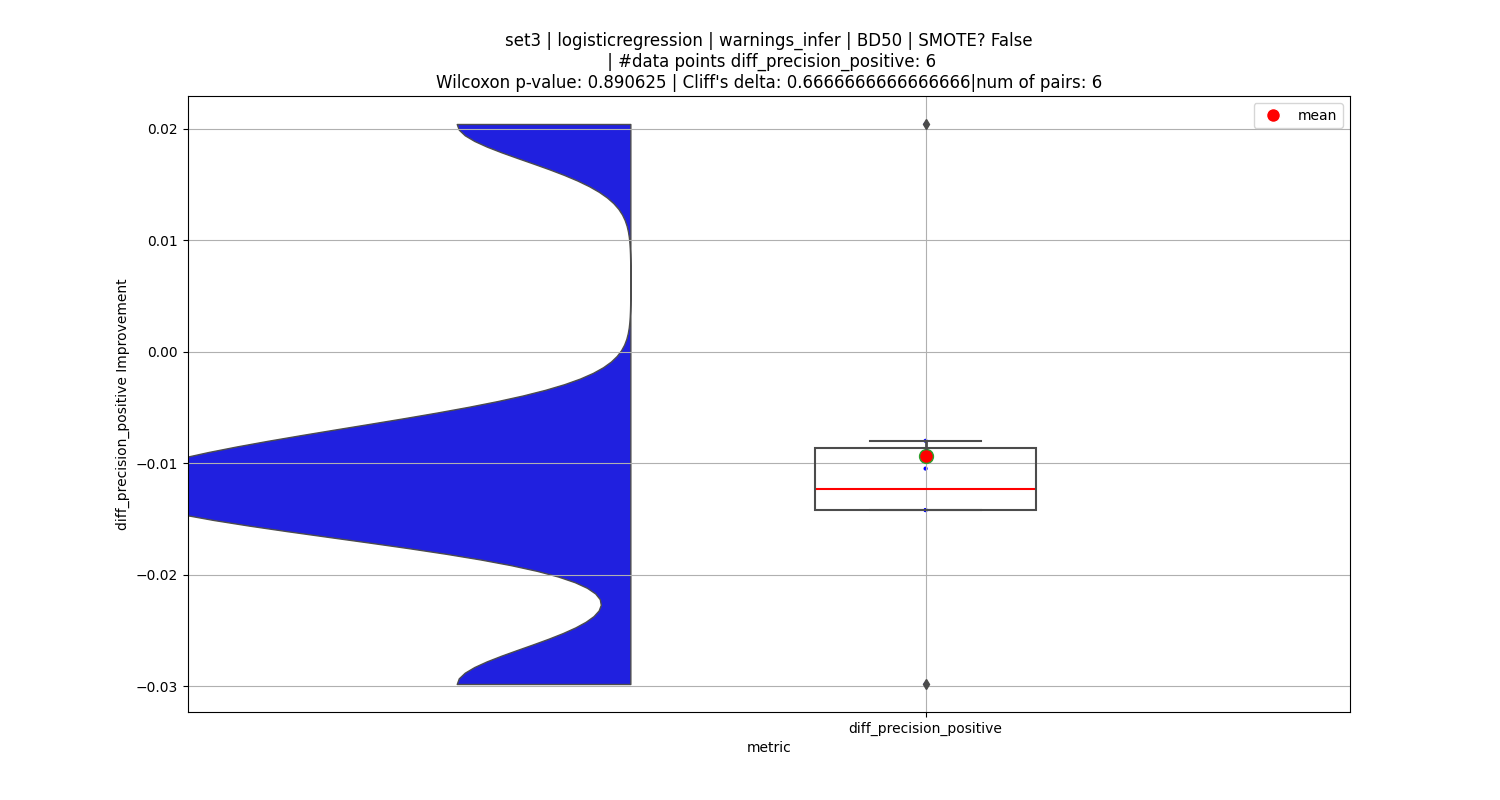 set3 | logisticregression | warnings_infer | BD50 | SMOTE? False
| #data points diff_precision_positive: 6
Wilcoxon p-value: 0.890625 | Cliff's delta: 0.6666666666666666|num of pairs: 6
mean
0.02
0.01
0.00
−0.01
−0.02
−0.03
diff_precision_positive Improvement
diff_precision_positive
metric